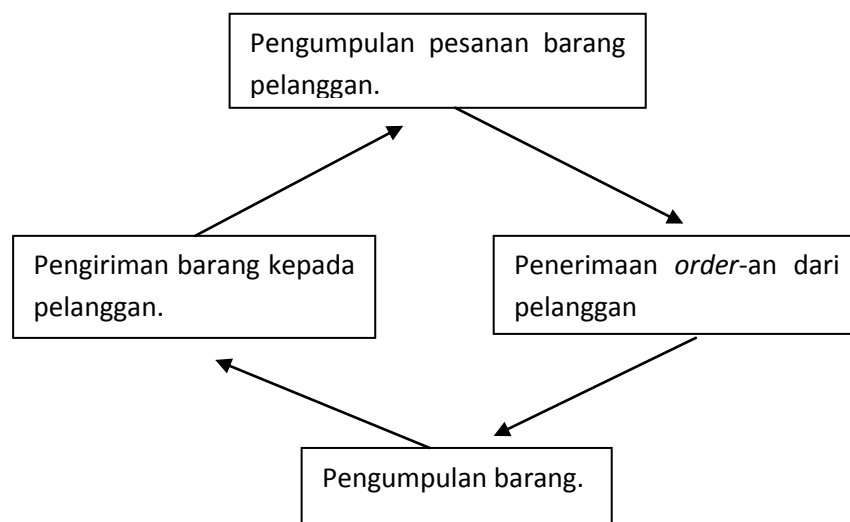 Pengumpulan pesanan barang
pelanggan.
Pengiriman barang kepada
pelanggan.
Penerimaan order-an dari
pelanggan
Pengumpulan barang.